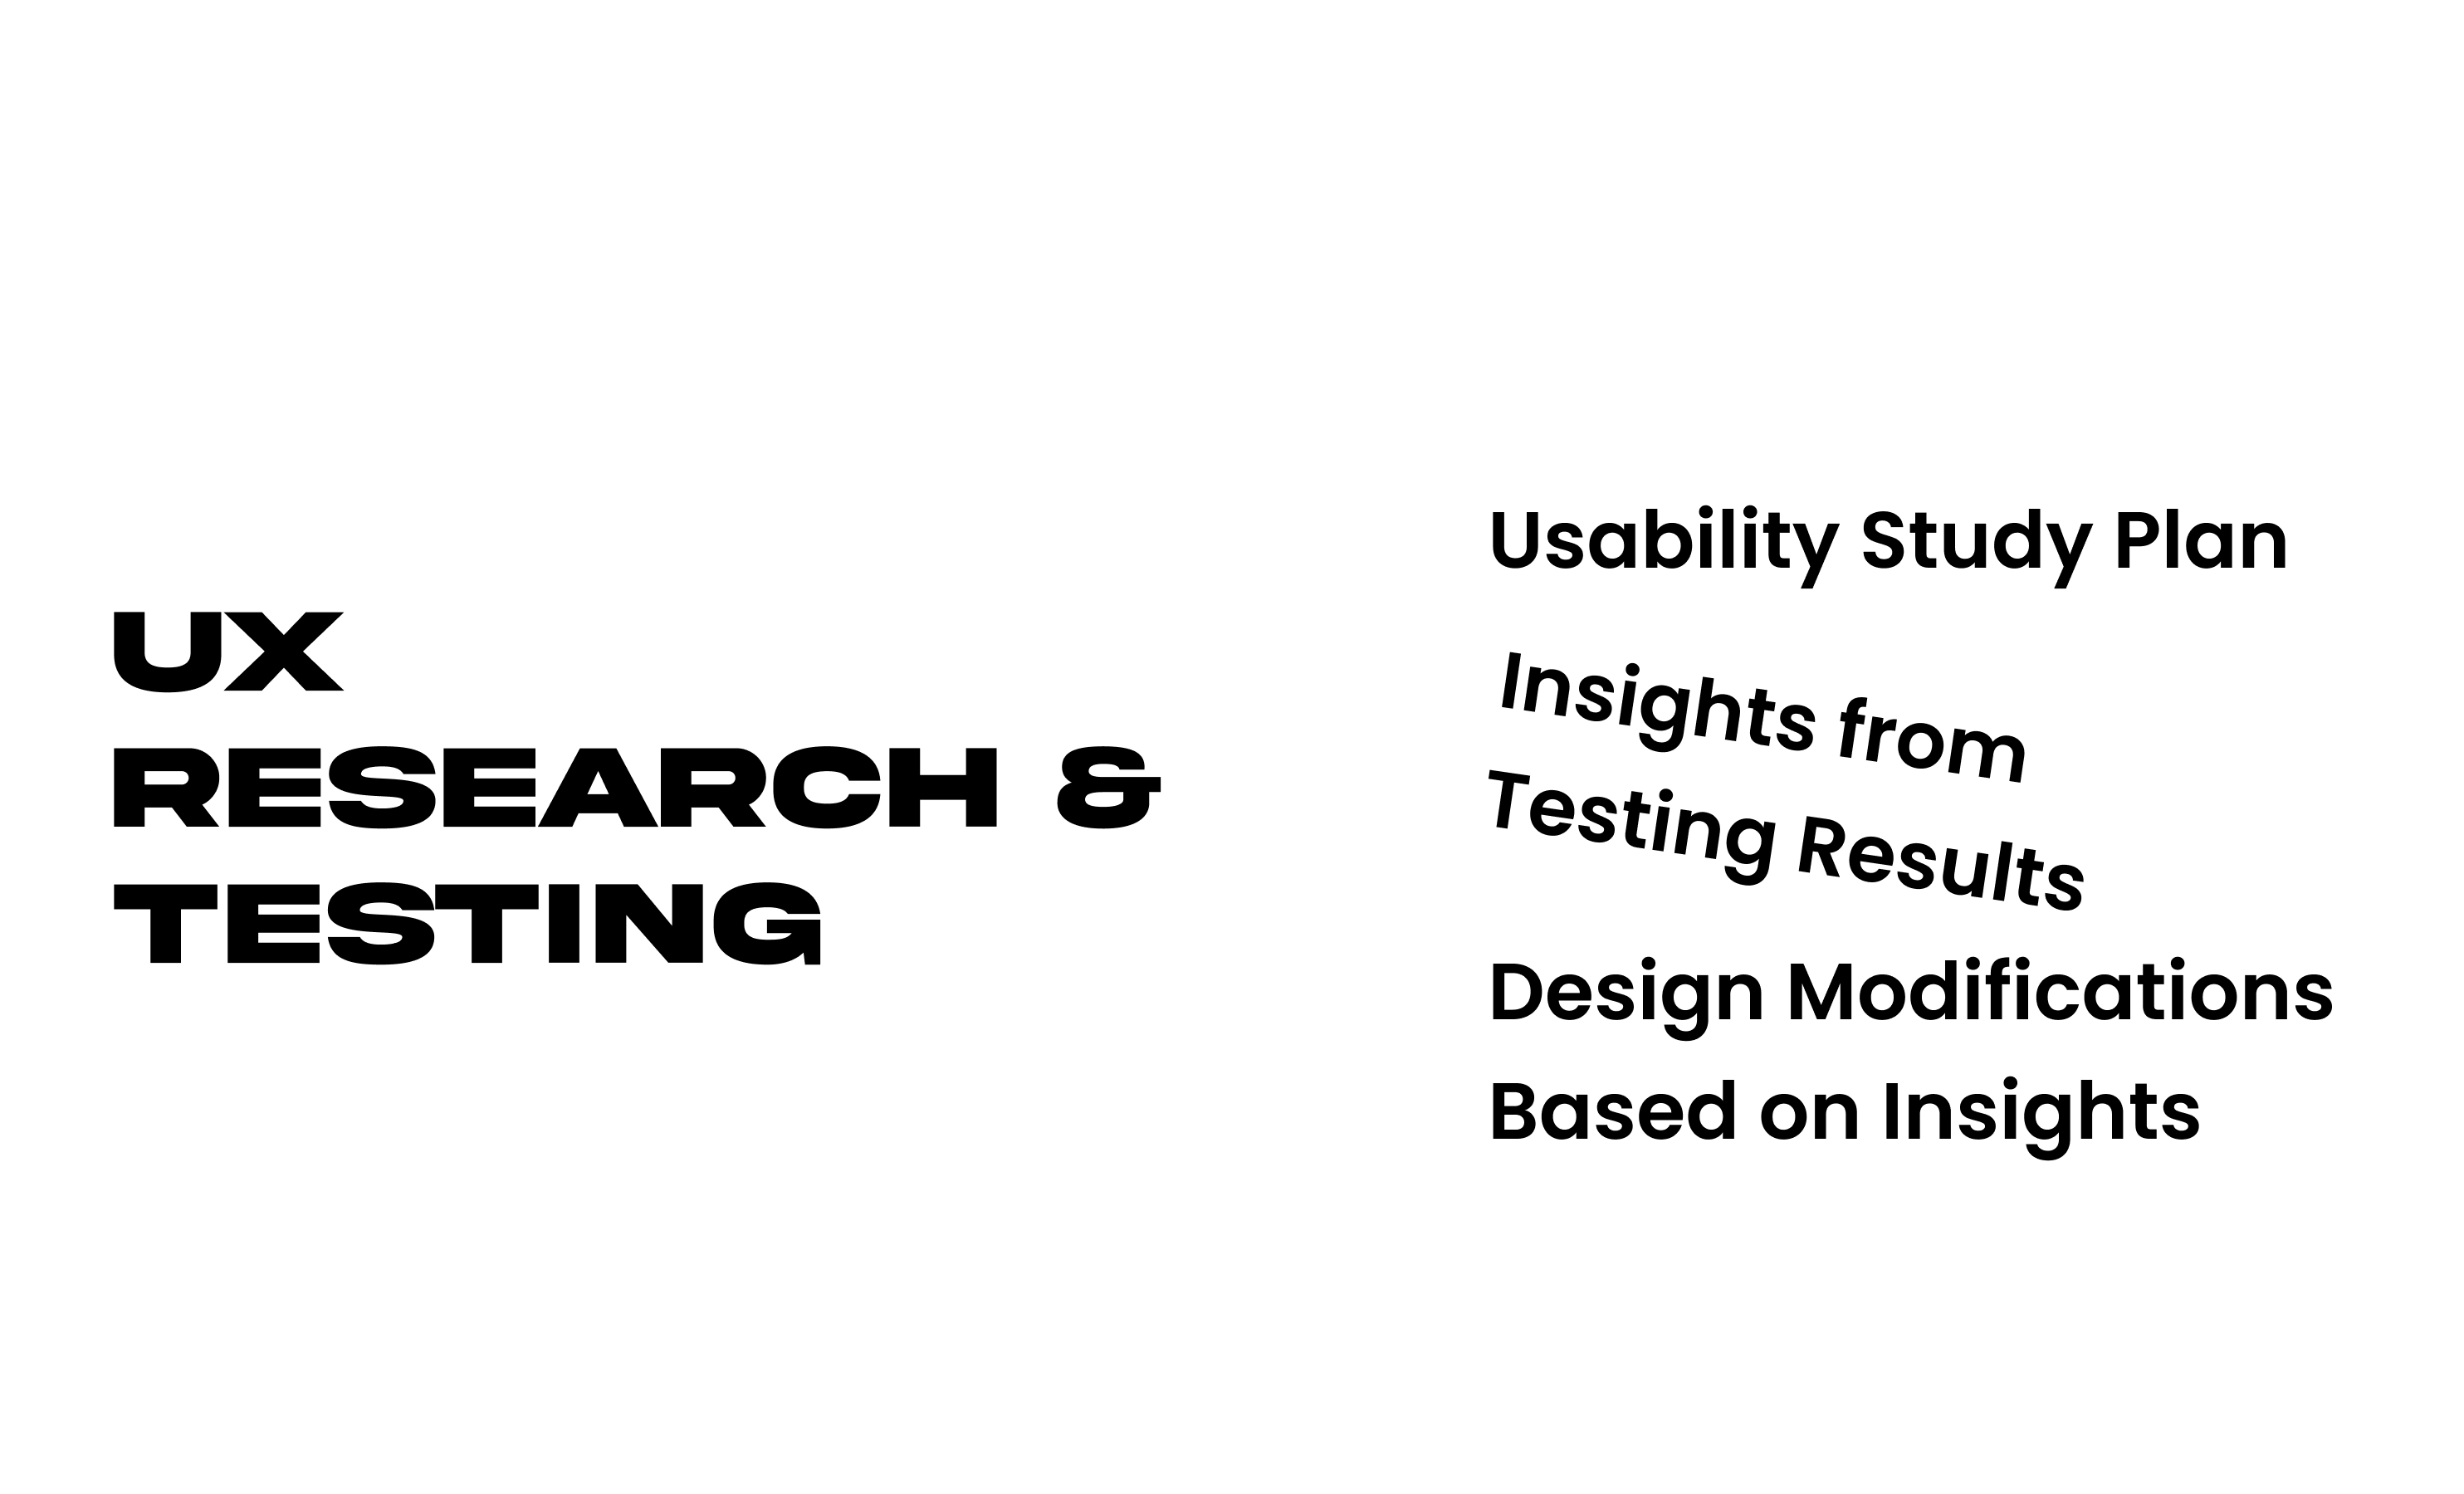 UX
RESEARCH &
TESTING
Usability Study Plan
Insights from
Testing Results
Design Modifications
Based on Insights